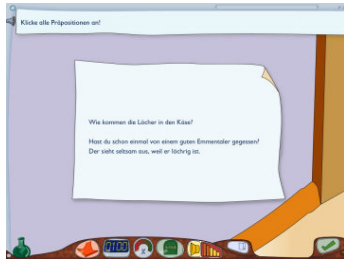 Klicke alle Präpositionen an!
Wie kommen die Löcher in den Käse?
Hast du schon einmal von einem guten Emmentaler gegessen?
Der sieht seltsam aus, weil er löchrig ist.